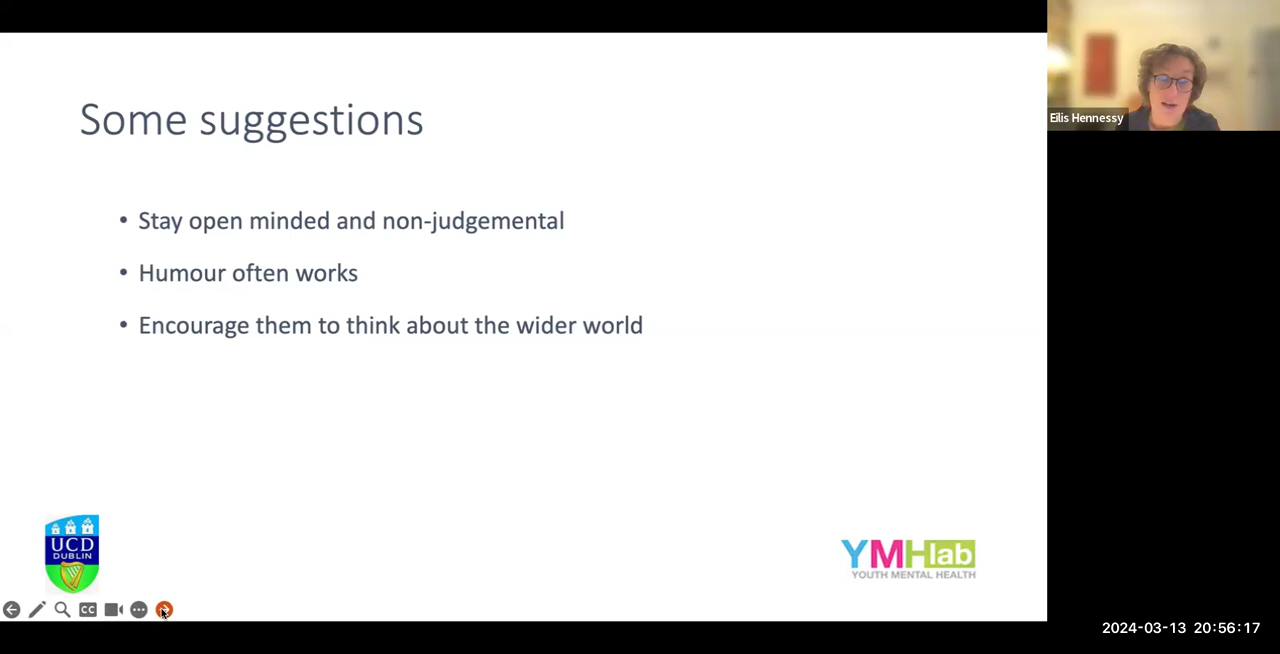 Some suggestions
• Stay open minded and non-judgemental
• Humour often works
• Encourage them to think about the wider world
Eilis Hennessy
UCD
DUBLIN
YMHlab
YOUTH MENTAL HEALTH
CC
2024-03-13 20:56:17